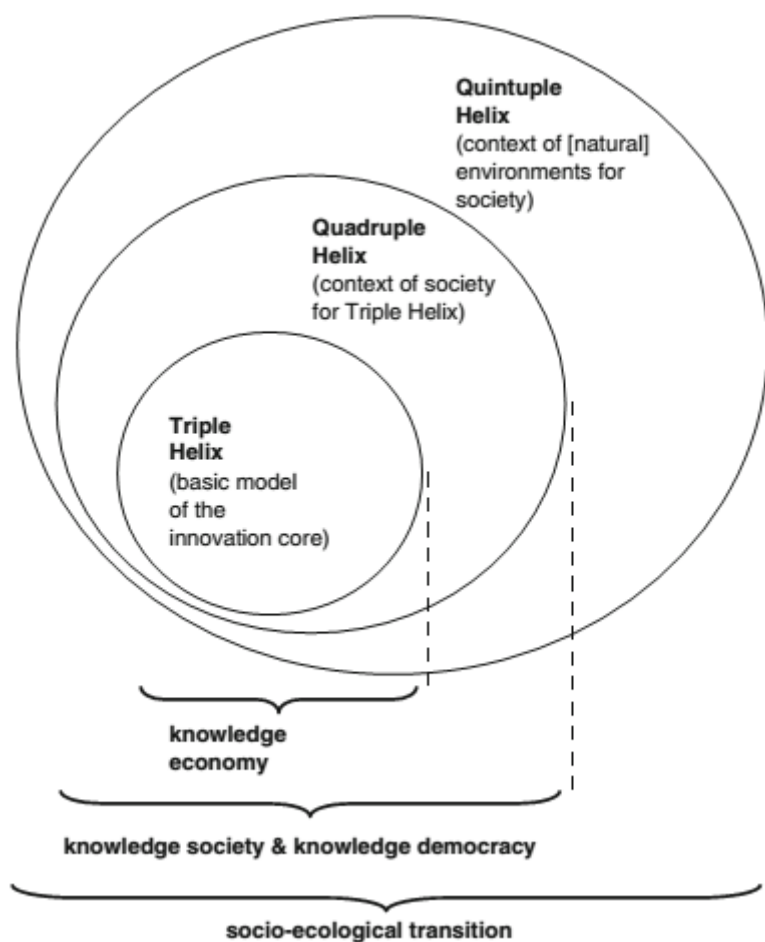 Quintuple
Helix
(context of [natural]
environments for
society)
Quadruple
Helix
(context of society
for Triple Helix)
Triple
Helix
(basic model
of the
innovation core)
knowledge
economy
knowledge society & knowledge democracy
socio-ecological transition